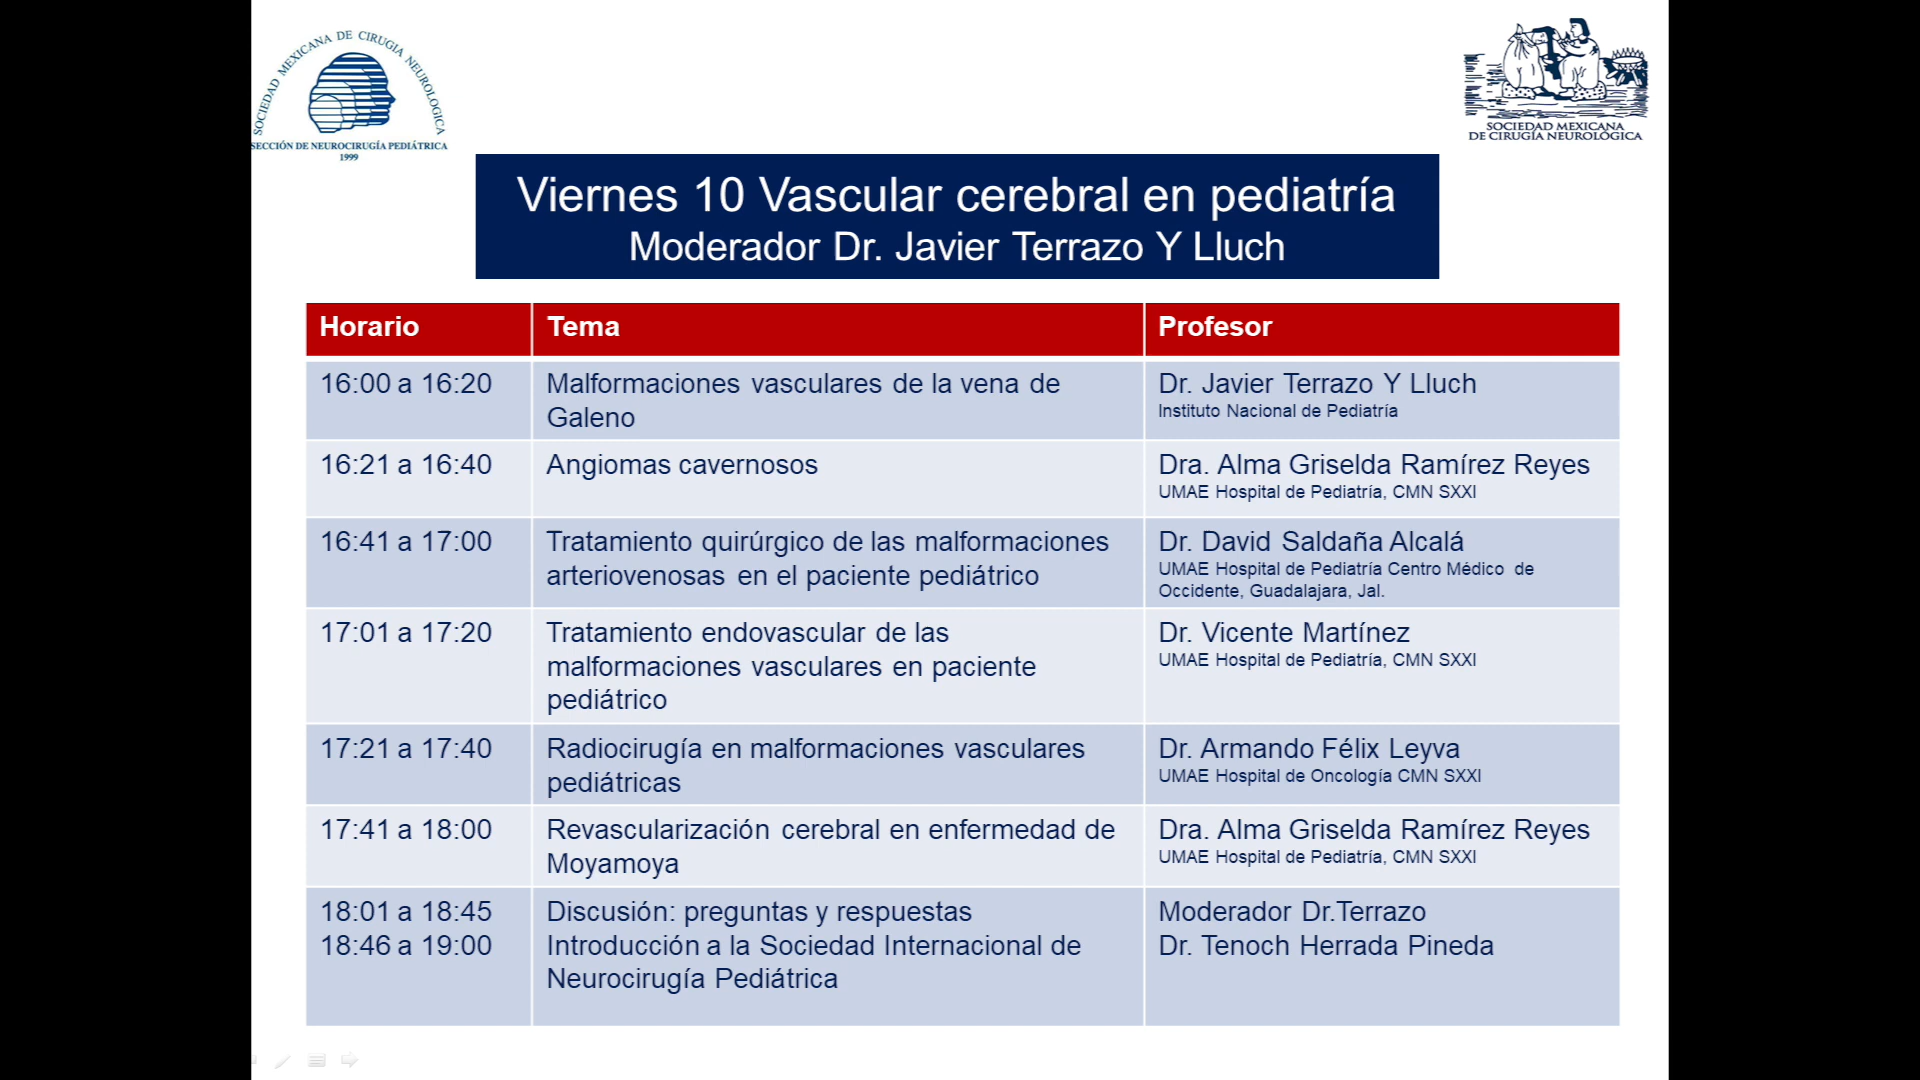 SOCIEDAD MEXICANA DE CIRUGIA NEUROLOGICA
SECCIÓN DE NEUROCIRUGÍA PEDIÁTRICA
1999
SOCIEDAD MEXICANA
DE CIRUGÍA NEUROLÓGICA
Viernes 10 Vascular cerebral en pediatría
Moderador Dr. Javier Terrazo Y Lluch
Horario Tema Profesor
16:00 a 16:20 Malformaciones vasculares de la vena de Dr. Javier Terrazo Y Lluch
Galeno Instituto Nacional de Pediatría
16:21 a 16:40 Angiomas cavernosos Dra. Alma Griselda Ramírez Reyes
UMAE Hospital de Pediatría, CMN SXXI
16:41 a 17:00 Tratamiento quirúrgico de las malformaciones Dr. David Saldaña Alcalá
arteriovenosas en el paciente pediátrico UMAE Hospital de Pediatría Centro Médico de
Occidente, Guadalajara, Jal.
17:01 a 17:20 Tratamiento endovascular de las Dr. Vicente Martínez
malformaciones vasculares en paciente UMAE Hospital de Pediatría, CMN SXXI
pediátrico
17:21 a 17:40 Radiocirugía en malformaciones vasculares Dr. Armando Félix Leyva
pediátricas UMAE Hospital de Oncología CMN SXXI
17:41 a 18:00 Revascularización cerebral en enfermedad de Dra. Alma Griselda Ramírez Reyes
Moyamoya UMAE Hospital de Pediatría, CMN SXXI
18:01 a 18:45 Discusión: preguntas y respuestas Moderador Dr.Terrazo
18:46 a 19:00 Introducción a la Sociedad Internacional de Dr. Tenoch Herrada Pineda
Neurocirugía Pediátrica